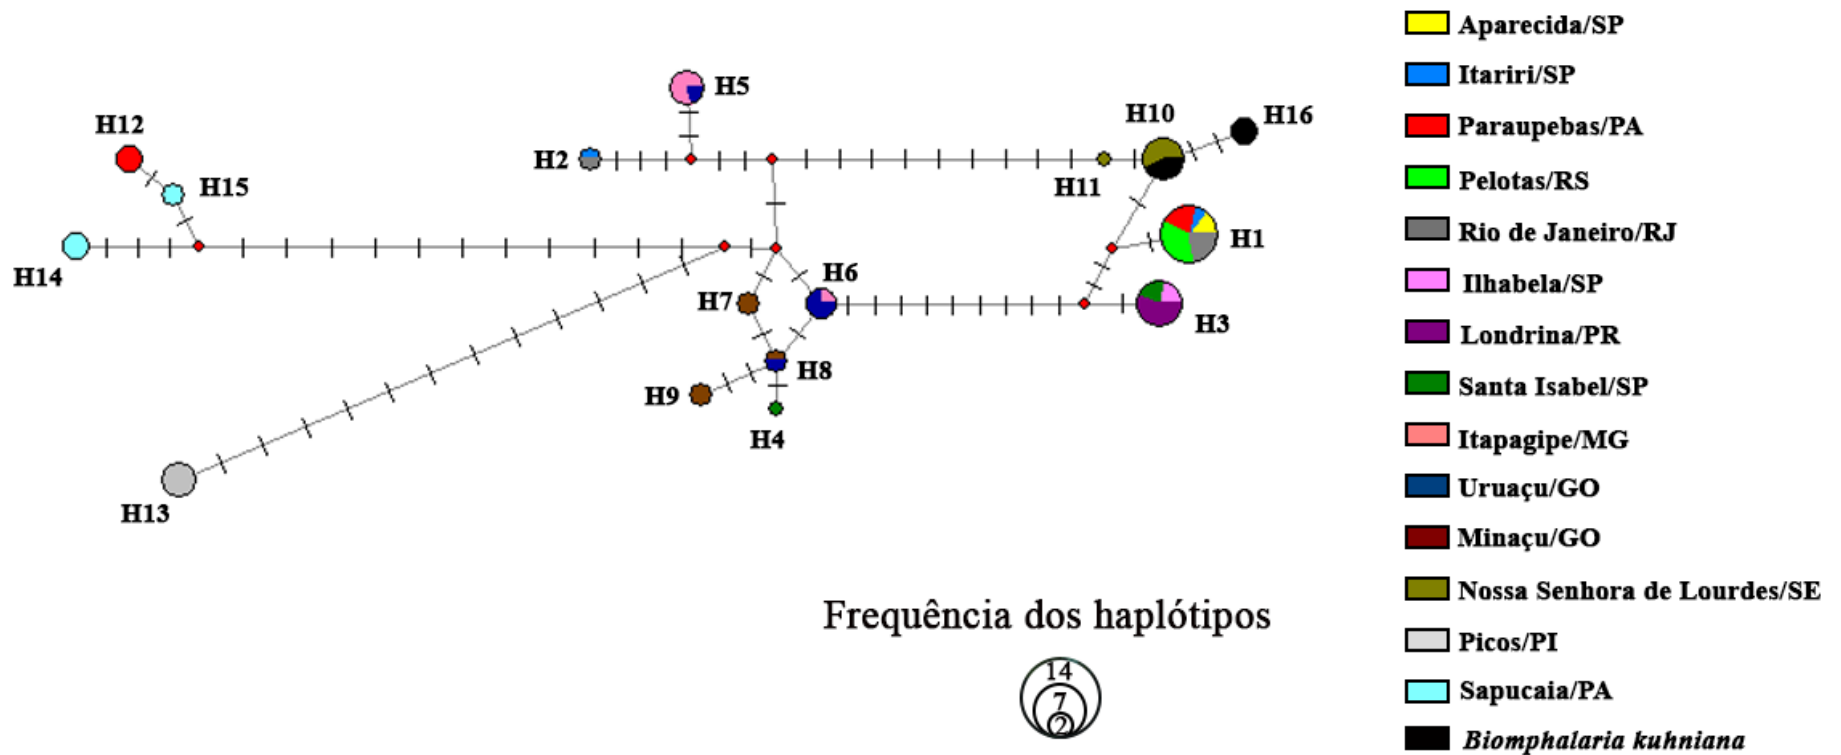 H12
H15
H14
H13
H5
H2
H7
H6
H8
H9
H4
H10
H16
H11
H1
H3
Frequência dos haplótipos
14
7
2
Aparecida/SP
Itariri/SP
Paraupebas/PA
Pelotas/RS
Rio de Janeiro/RJ
Ilhabela/SP
Londrina/PR
Santa Isabel/SP
Itapagipe/MG
Uruaçu/GO
Minaçu/GO
Nossa Senhora de Lourdes/SE
Picos/PI
Sapucaia/PA
Biomphalaria kuhniana